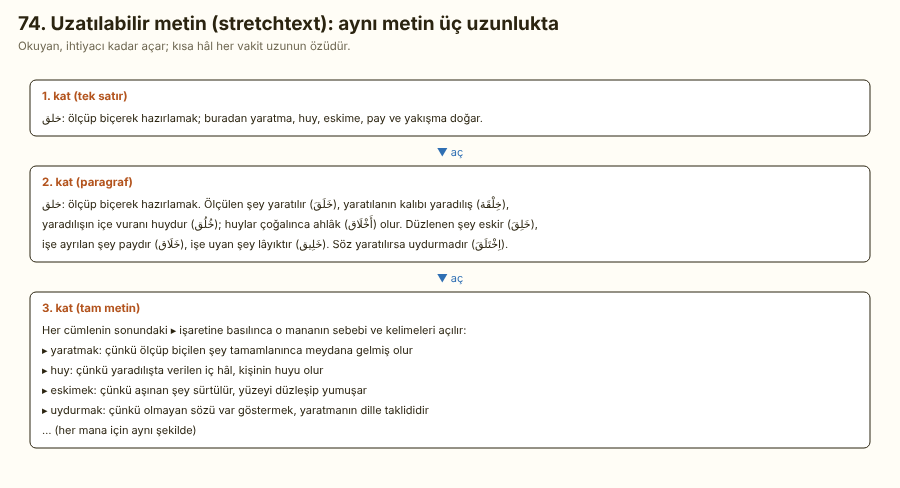 74. Uzatılabilir metin (stretchtext): aynı metin üç uzunlukta
Okuyan, ihtiyacı kadar açar; kısa hâl her vakit uzunun özüdür.
1. kat (tek satır)
خلق: ölçüp biçerek hazırlamak; buradan yaratma, huy, eskime, pay ve yakışma doğar.
▼ aç
2. kat (paragraf)
خلق: ölçüp biçerek hazırlamak. Ölçülen şey yaratılır (خَلَقَ), yaratılanın kalıbı yaradılış (خِلْقَة),
yaradılışın içe vuranı huydur (خُلُق); huylar çoğalınca ahlâk (أَخْلَاق) olur. Düzlenen şey eskir (خَلِقَ),
işe ayrılan şey paydır (خَلَاق), işe uyan şey lâyıktır (خَلِيق). Söz yaratılırsa uydurmadır (اِخْتَلَقَ).
▼ aç
3. kat (tam metin)
Her cümlenin sonundaki ▸ işaretine basılınca o mananın sebebi ve kelimeleri açılır:
▸ yaratmak: çünkü ölçüp biçilen şey tamamlanınca meydana gelmiş olur
▸ huy: çünkü yaradılışta verilen iç hâl, kişinin huyu olur
▸ eskimek: çünkü aşınan şey sürtülür, yüzeyi düzleşip yumuşar
▸ uydurmak: çünkü olmayan sözü var göstermek, yaratmanın dille taklididir
… (her mana için aynı şekilde)